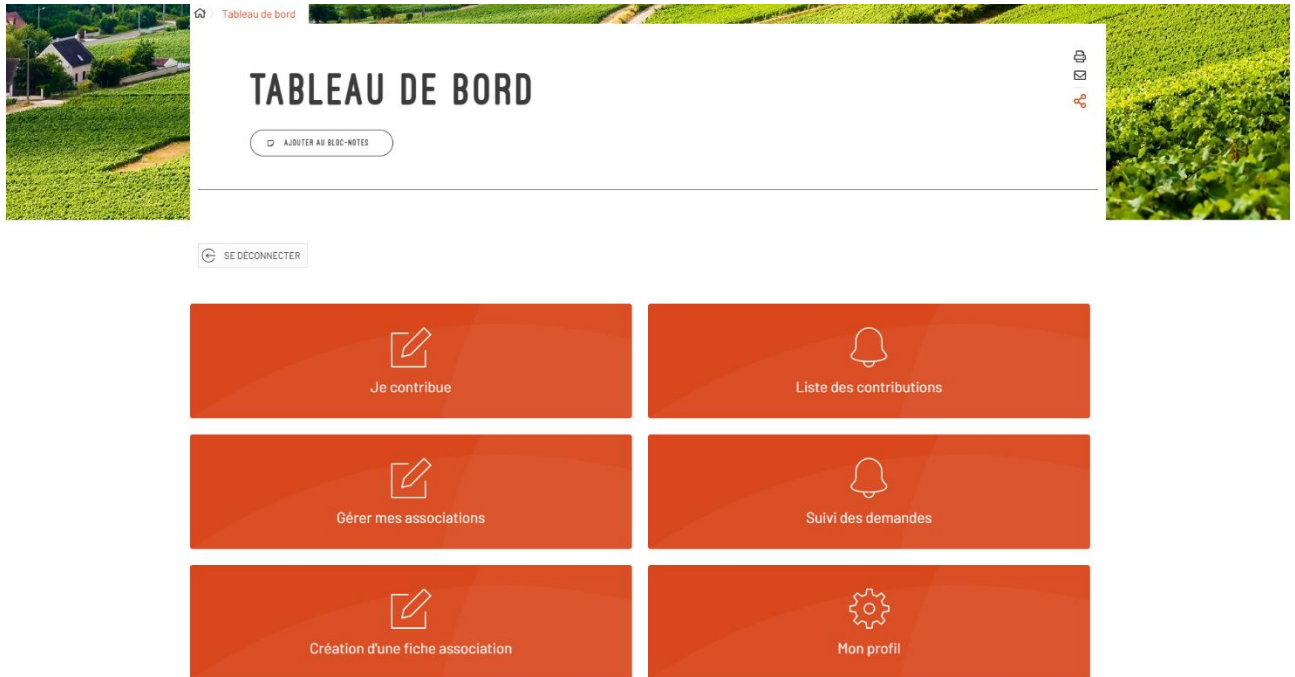 Tableau de bord
TABLEAU DE BORD
AJOUTER AU BLOC-NOTES
SE DÉCONNECTER
Je contribue
Liste des contributions
Gérer mes associations
Suivi des demandes
Création d'une fiche association
Mon profil